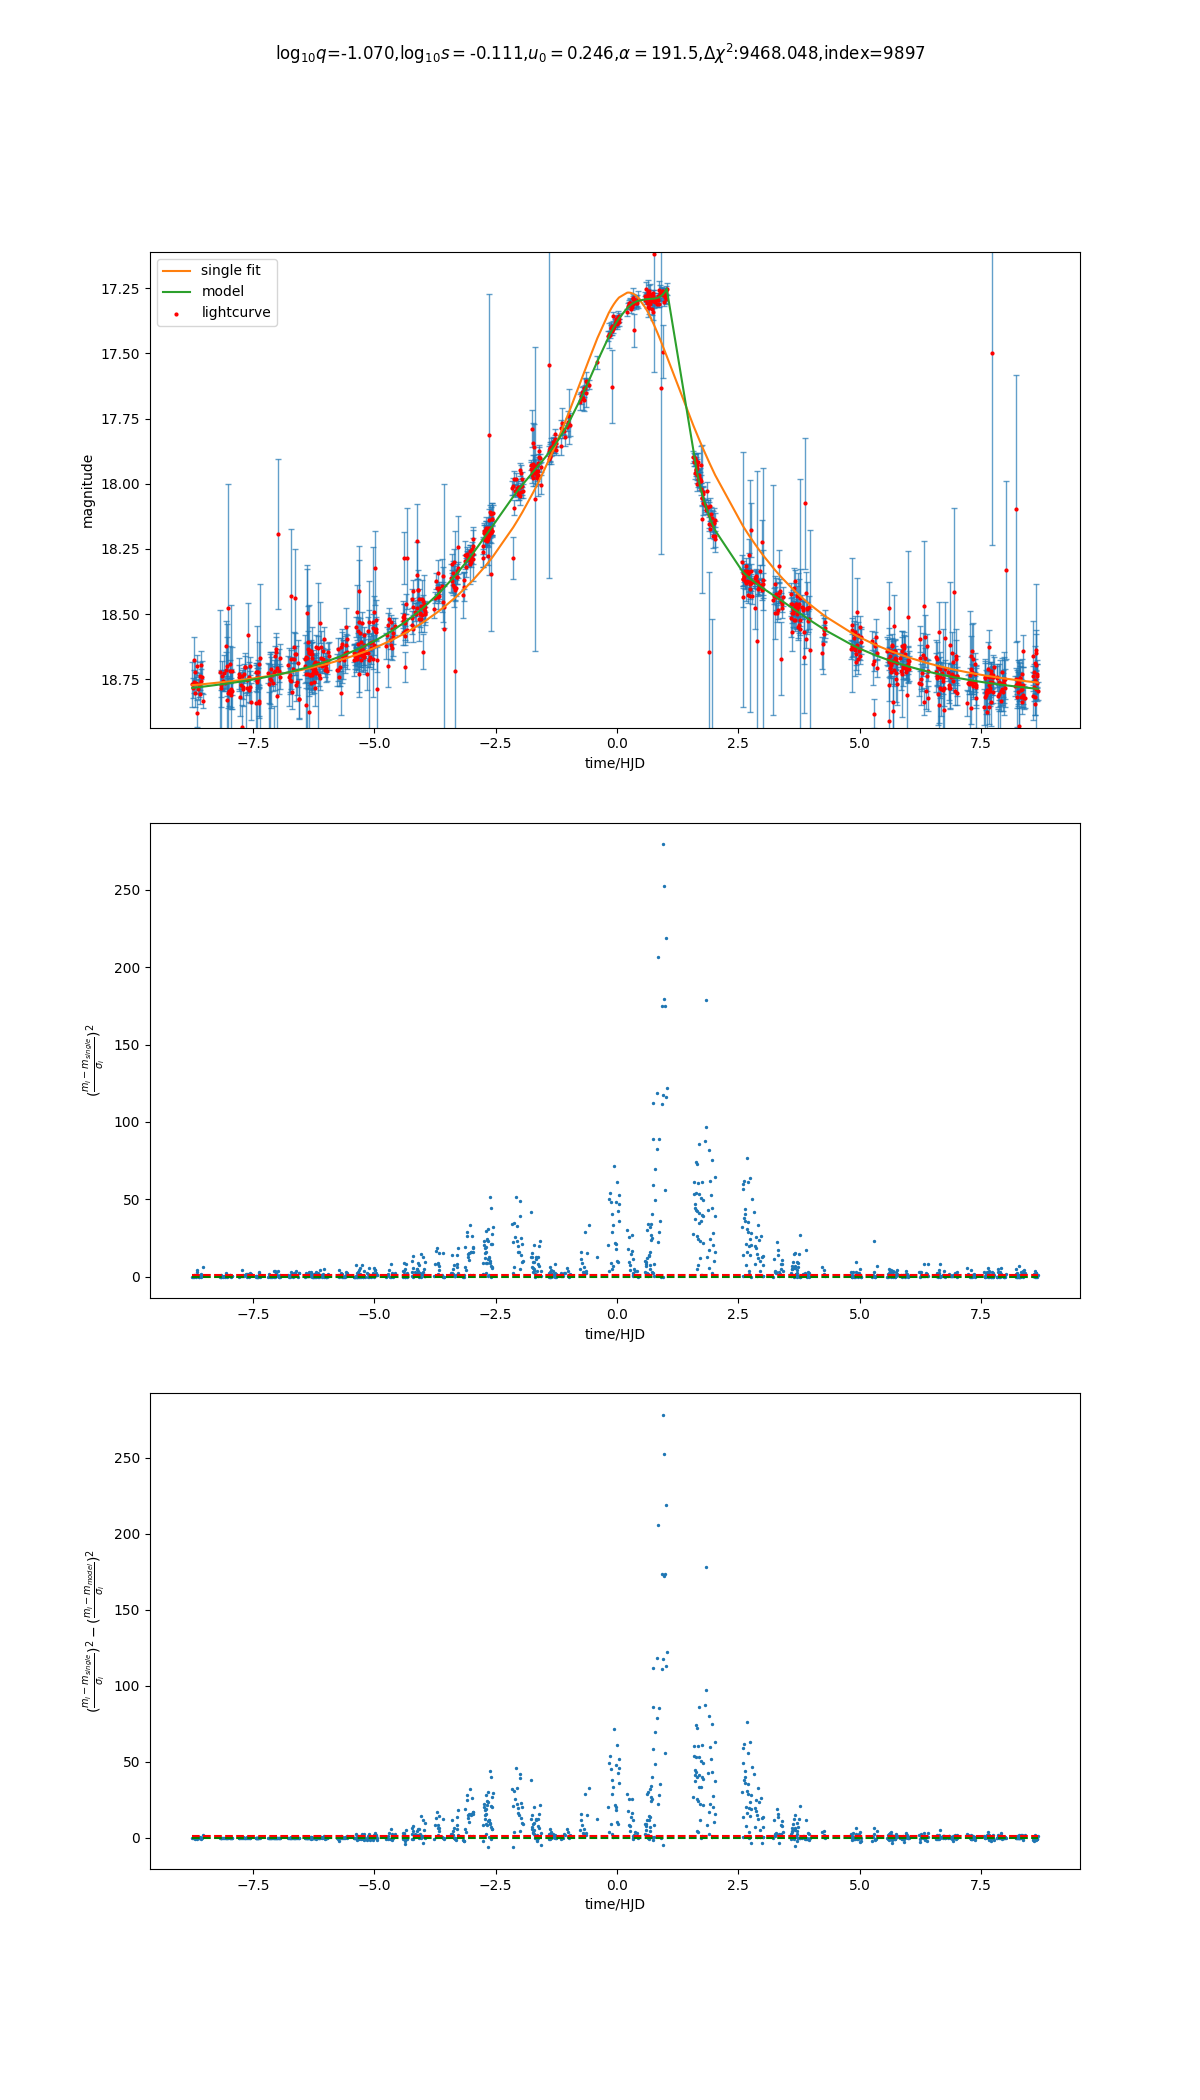 log₁₀q=-1.070,log₁₀s = -0.111,u₀ = 0.246,α = 191.5,Δχ²:9468.048,index=9897
single fit
model
lightcurve
magnitude
17.25
17.50
17.75
18.00
18.25
18.50
18.75
−7.5 −5.0 −2.5 0.0 2.5 5.0 7.5
time/HJD
(mᵢ − m_single / σᵢ)²
250
200
150
100
50
0
−7.5 −5.0 −2.5 0.0 2.5 5.0 7.5
time/HJD
(mᵢ − m_single / σᵢ)² − (mᵢ − m_model / σᵢ)²
250
200
150
100
50
0
−7.5 −5.0 −2.5 0.0 2.5 5.0 7.5
time/HJD